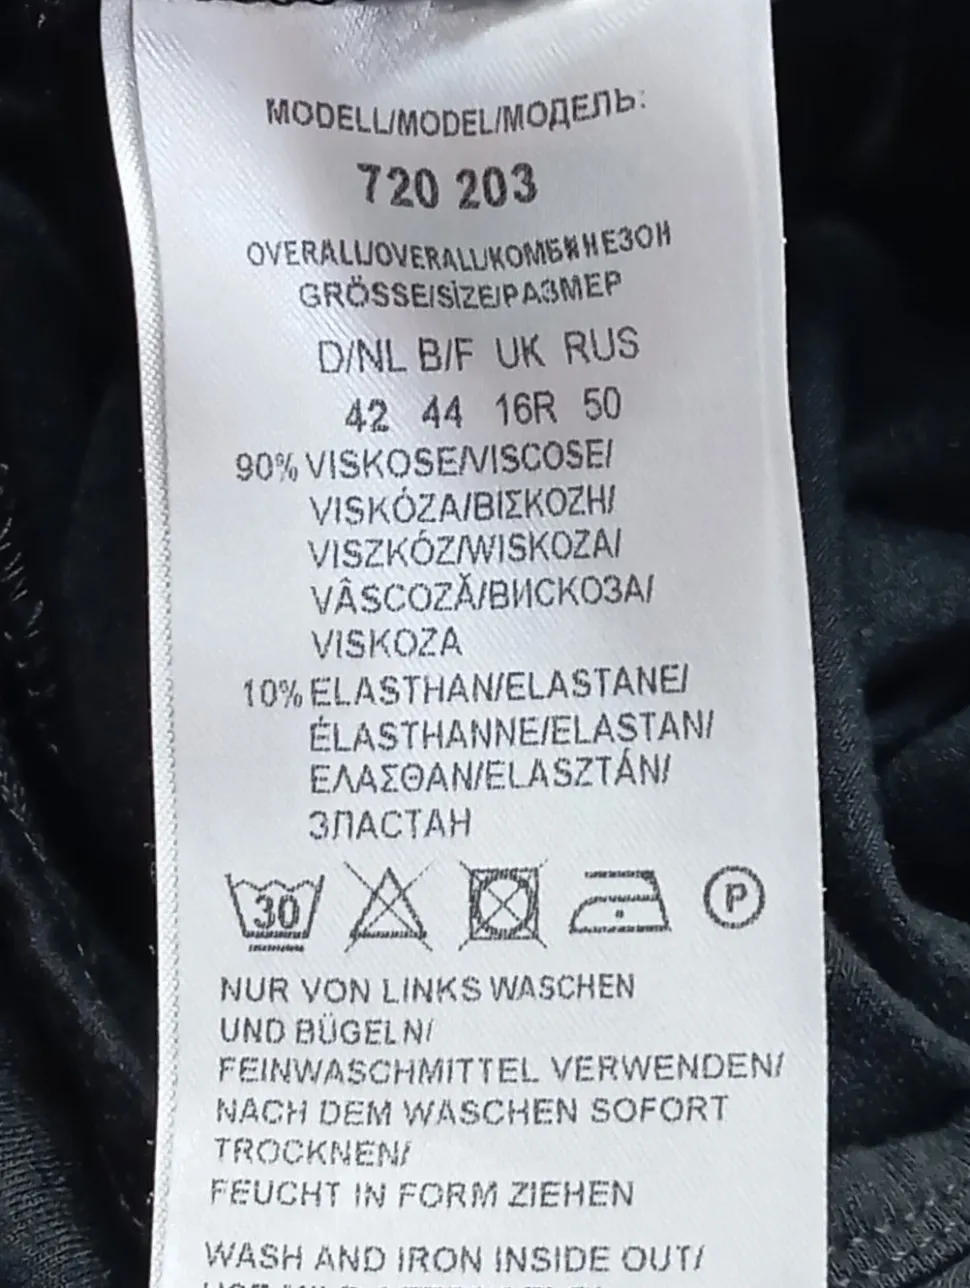 MODELL/MODEL/МОДЕЛЬ:
720 203
OVERALL/OVERALL/КОМБИНЕЗОН
GRÖSSE/SIZE/РАЗМЕР
D/NL B/F UK RUS
42 44 16R 50
90% VISKOSE/VISCOSE/
VISKÓZA/ΒΙΣΚΟΖΗ/
VISZKÓZ/WISKOZA/
VÂSCOZĂ/ВИСКОЗА/
VISKOZA
10% ELASTHAN/ELASTANE/
ÉLASTHANNE/ELASTAN/
ΕΛΑΣΘΑΝ/ELASZTÁN/
ЗЛАСТАН
30
P
NUR VON LINKS WASCHEN
UND BÜGELN/
FEINWASCHMITTEL VERWENDEN/
NACH DEM WASCHEN SOFORT
TROCKNEN/
FEUCHT IN FORM ZIEHEN
WASH AND IRON INSIDE OUT/